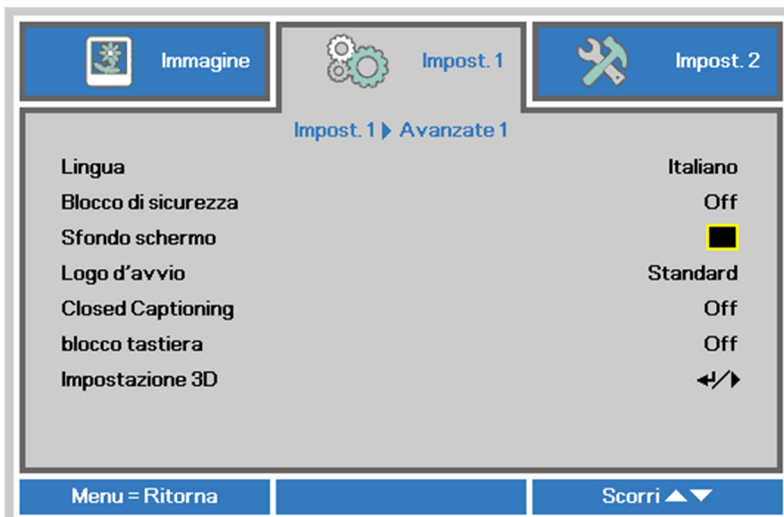 Immagine
Impost. 1
Impost. 2
Impost. 1 ▶ Avanzate 1
Lingua Italiano
Blocco di sicurezza Off
Sfondo schermo
Logo d'avvio Standard
Closed Captioning Off
blocco tastiera Off
Impostazione 3D ↵/▶
Menu = Ritorna
Scorri ▲▼